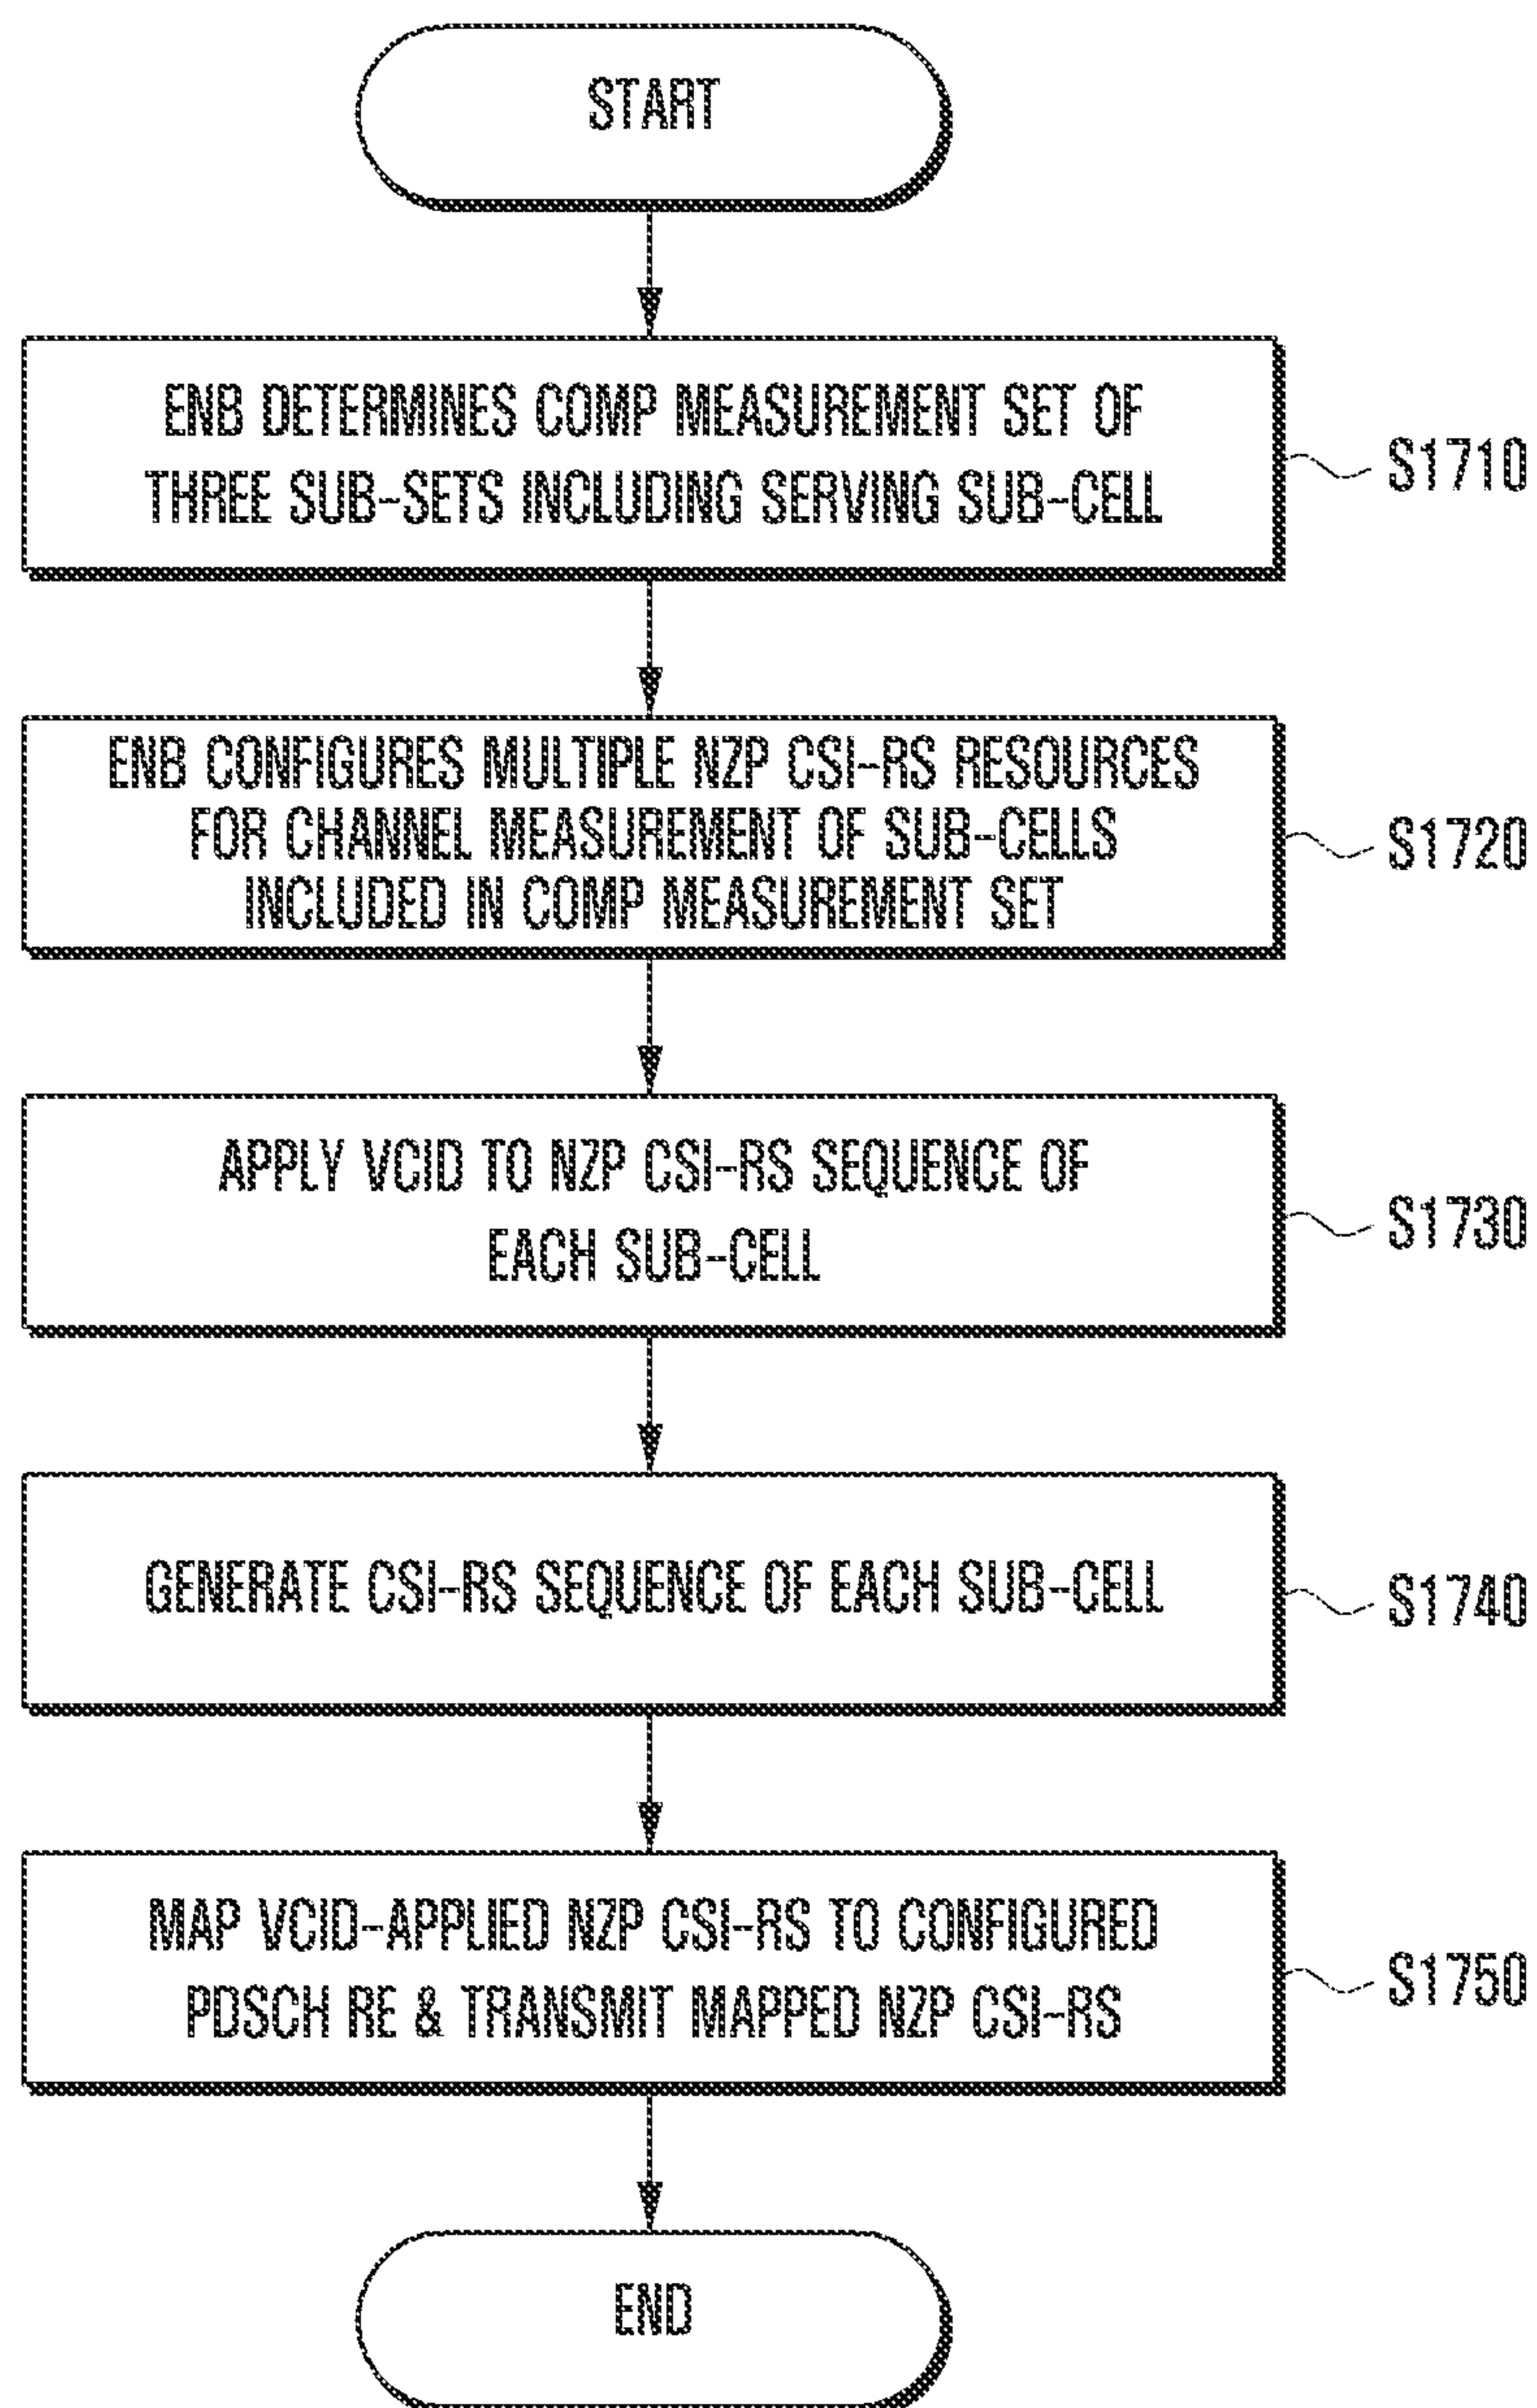 START
ENB DETERMINES COMP MEASUREMENT SET OF
THREE SUB-SETS INCLUDING SERVING SUB-CELL
S1710
ENB CONFIGURES MULTIPLE NZP CSI-RS RESOURCES
FOR CHANNEL MEASUREMENT OF SUB-CELLS
INCLUDED IN COMP MEASUREMENT SET
S1720
APPLY VCID TO NZP CSI-RS SEQUENCE OF
EACH SUB-CELL
S1730
GENERATE CSI-RS SEQUENCE OF EACH SUB-CELL
S1740
MAP VCID-APPLIED NZP CSI-RS TO CONFIGURED
PDSCH RE & TRANSMIT MAPPED NZP CSI-RS
S1750
END